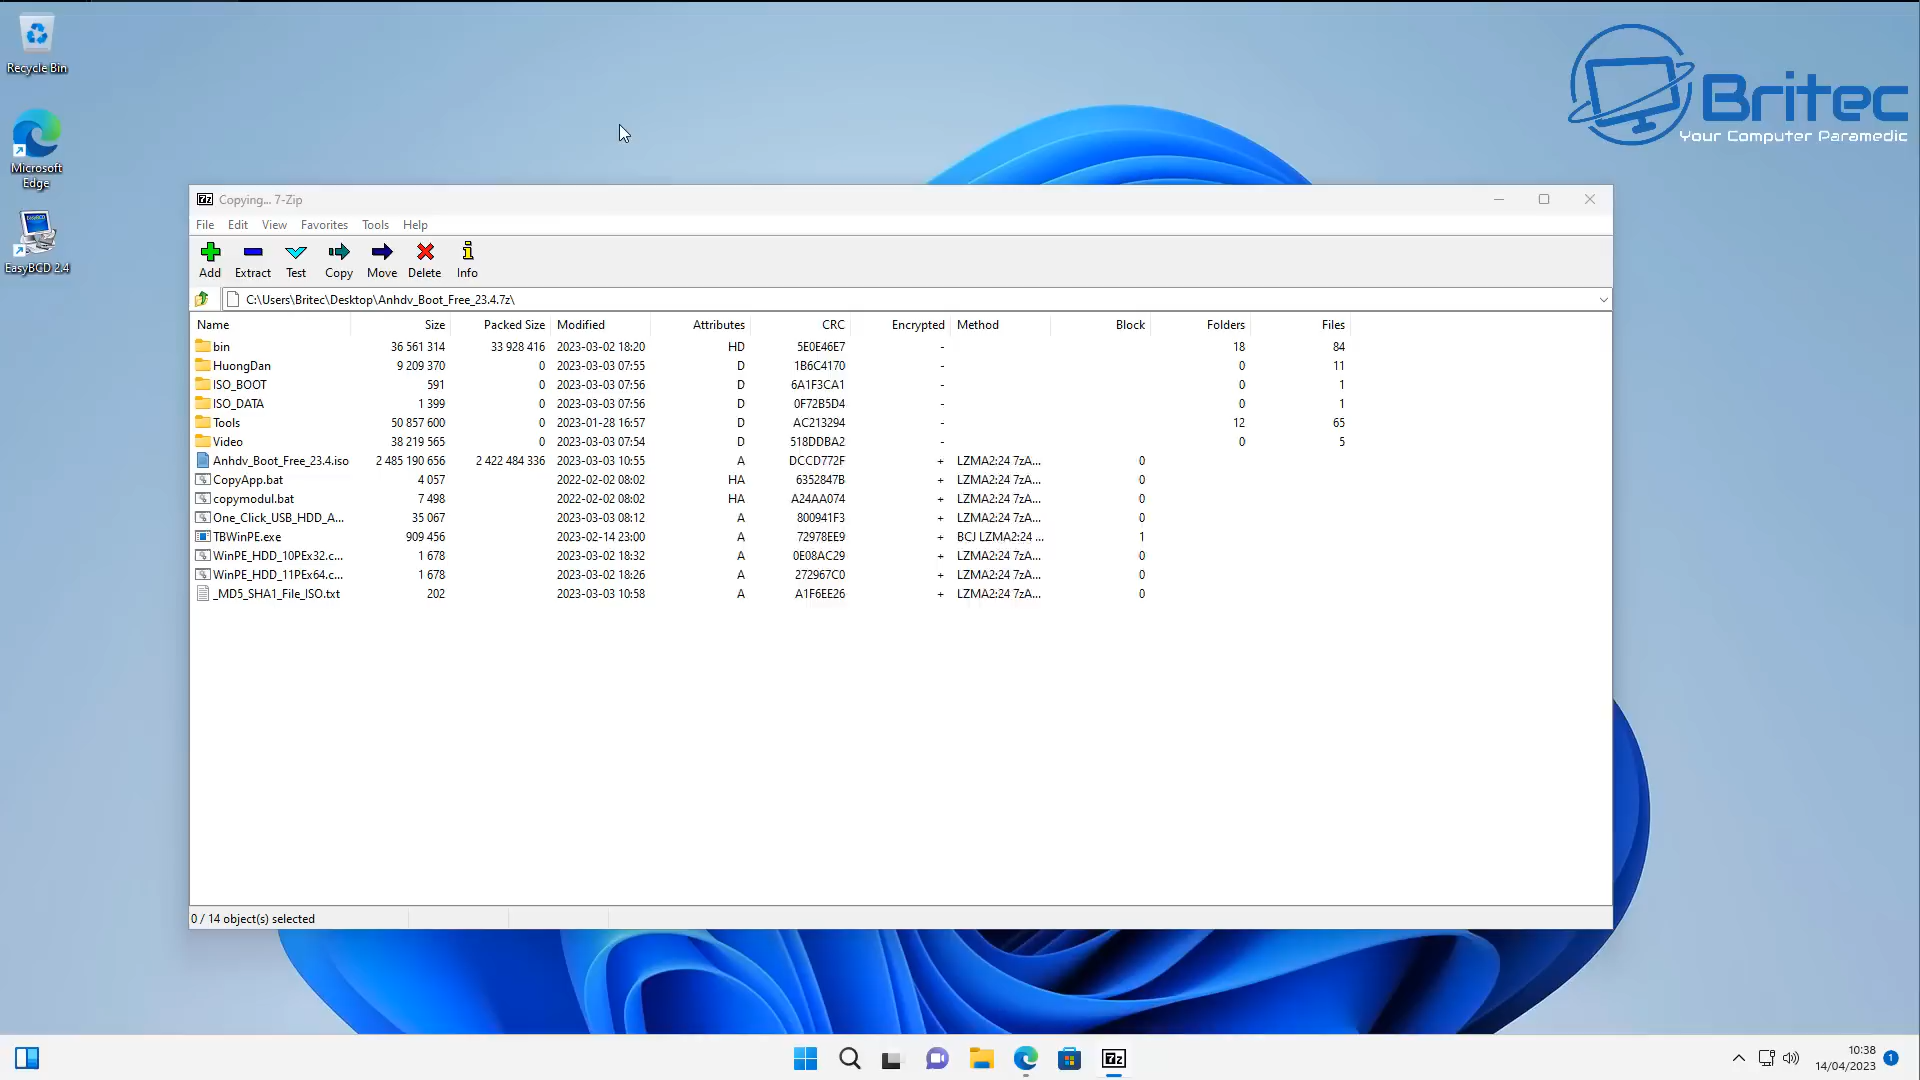 Recycle Bin
Microsoft
Edge
EasyBCD 2.4
Britec
Your Computer Paramedic
7z Copying... 7-Zip
File Edit View Favorites Tools Help
Add Extract Test Copy Move Delete Info
C:\Users\Britec\Desktop\Anhdv_Boot_Free_23.4.7z\
Name Size Packed Size Modified Attributes CRC Encrypted Method Block Folders Files
bin 36 561 314 33 928 416 2023-03-02 18:20 HD 5E0E46E7 - 18 84
HuongDan 9 209 370 0 2023-03-03 07:55 D 1B6C4170 - 0 11
ISO_BOOT 591 0 2023-03-03 07:56 D 6A1F3CA1 - 0 1
ISO_DATA 1 399 0 2023-03-03 07:56 D 0F72B5D4 - 0 1
Tools 50 857 600 0 2023-01-28 16:57 D AC213294 - 12 65
Video 38 219 565 0 2023-03-03 07:54 D 518DDBA2 - 0 5
Anhdv_Boot_Free_23.4.iso 2 485 190 656 2 422 484 336 2023-03-03 10:55 A DCCD772F + LZMA2:24 7zA... 0
CopyApp.bat 4 057 2022-02-02 08:02 HA 6352847B + LZMA2:24 7zA... 0
copymodul.bat 7 498 2022-02-02 08:02 HA A24AA074 + LZMA2:24 7zA... 0
One_Click_USB_HDD_A... 35 067 2023-03-03 08:12 A 800941F3 + LZMA2:24 7zA... 0
TBWinPE.exe 909 456 2023-02-14 23:00 A 72978EE9 + BCJ LZMA2:24 ... 1
WinPE_HDD_10PEx32.c... 1 678 2023-03-02 18:32 A 0E08AC29 + LZMA2:24 7zA... 0
WinPE_HDD_11PEx64.c... 1 678 2023-03-02 18:26 A 272967C0 + LZMA2:24 7zA... 0
_MD5_SHA1_File_ISO.txt 202 2023-03-03 10:58 A A1F6EE26 + LZMA2:24 7zA... 0
0 / 14 object(s) selected
7z
10:38
14/04/2023
1